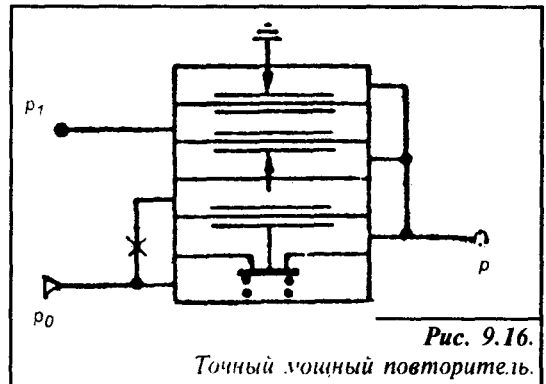 p₁
p₀
p
Рис. 9.16.
Точный мощный повторитель.